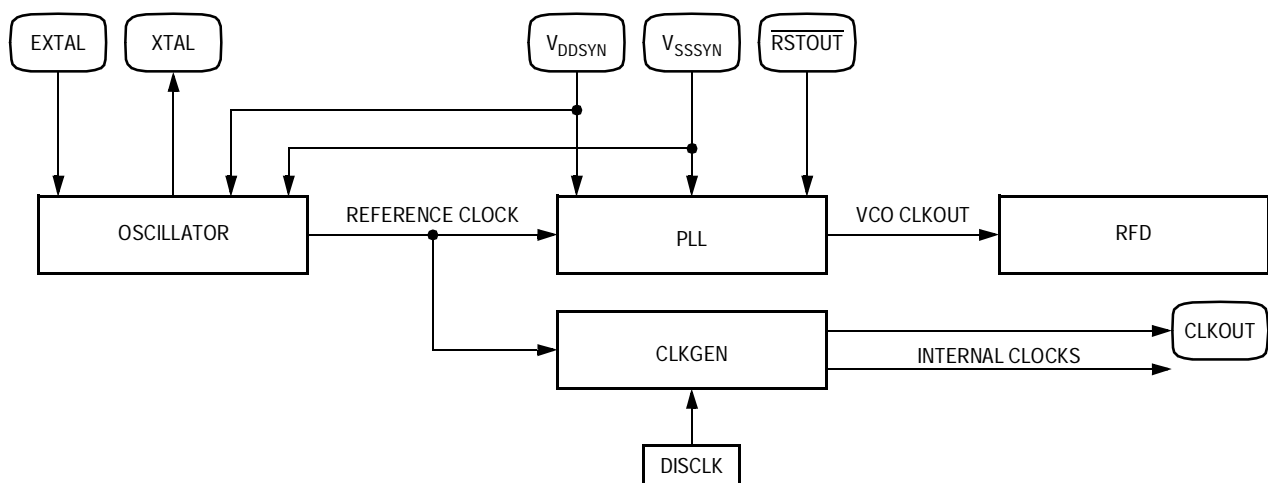 EXTAL
XTAL
VDDSYN
VSSSYN
RSTOUT
OSCILLATOR
REFERENCE CLOCK
PLL
VCO CLKOUT
RFD
CLKGEN
INTERNAL CLOCKS
CLKOUT
DISCLK